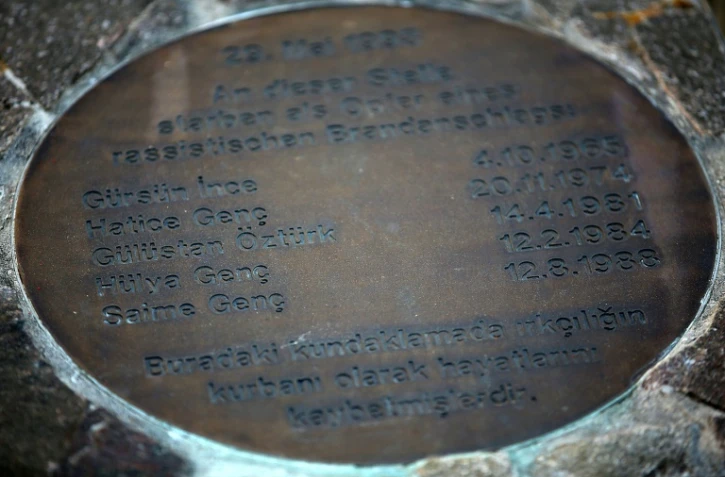 29. Mai 1993
An dieser Stelle
starben als Opfer eines
rassistischen Brandanschlags:
Gürsün İnce 4.10.1965
Hatice Genç 20.11.1974
Gülüstan Öztürk 14.4.1981
Hülya Genç 12.2.1984
Saime Genç 12.8.1988
Buradaki kundaklamada ırkçılığın
kurbanı olarak hayatlarını
kaybetmişlerdir.